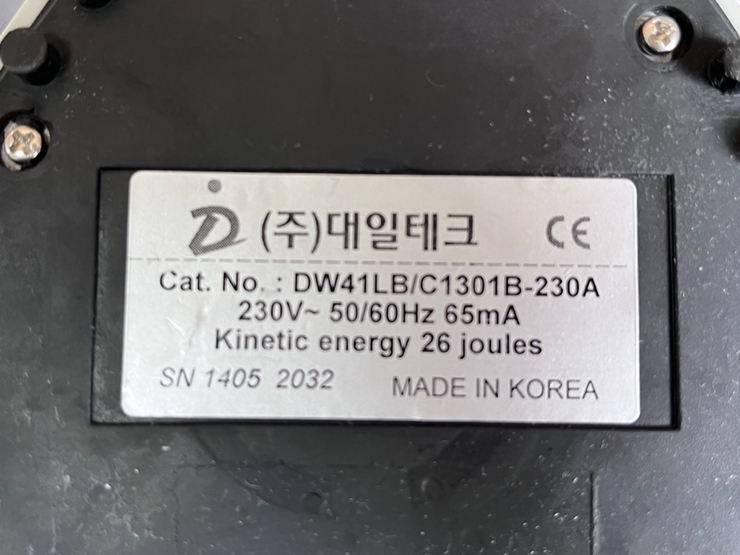 (주)대일테크 CE
Cat. No. : DW41LB/C1301B-230A
230V~ 50/60Hz 65mA
Kinetic energy 26 joules
SN 1405 2032 MADE IN KOREA